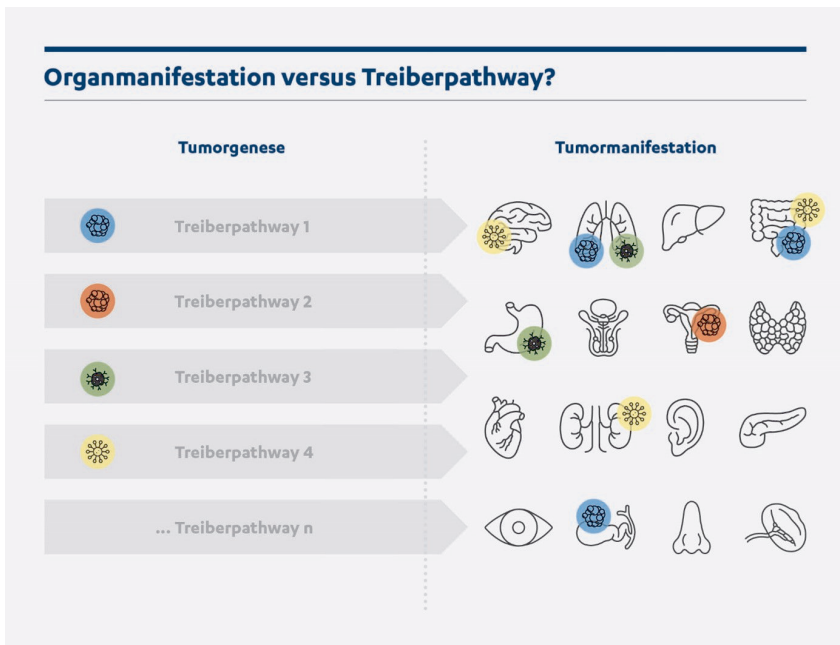 Organmanifestation versus Treiberpathway?
Tumorgenese
Tumormanifestation
Treiberpathway 1
Treiberpathway 2
Treiberpathway 3
Treiberpathway 4
... Treiberpathway n